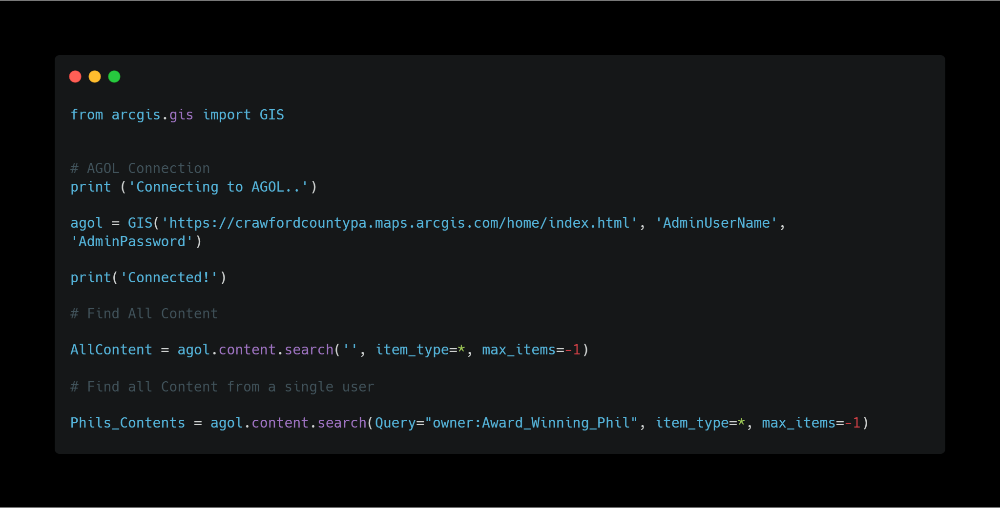 from arcgis.gis import GIS
# AGOL Connection
print ('Connecting to AGOL..')
agol = GIS('https://crawfordcountypa.maps.arcgis.com/home/index.html', 'AdminUserName',
'AdminPassword')
print('Connected!')
# Find All Content
AllContent = agol.content.search('', item_type=*, max_items=-1)
# Find all Content from a single user
Phils_Contents = agol.content.search(Query="owner:Award_Winning_Phil", item_type=*, max_items=-1)